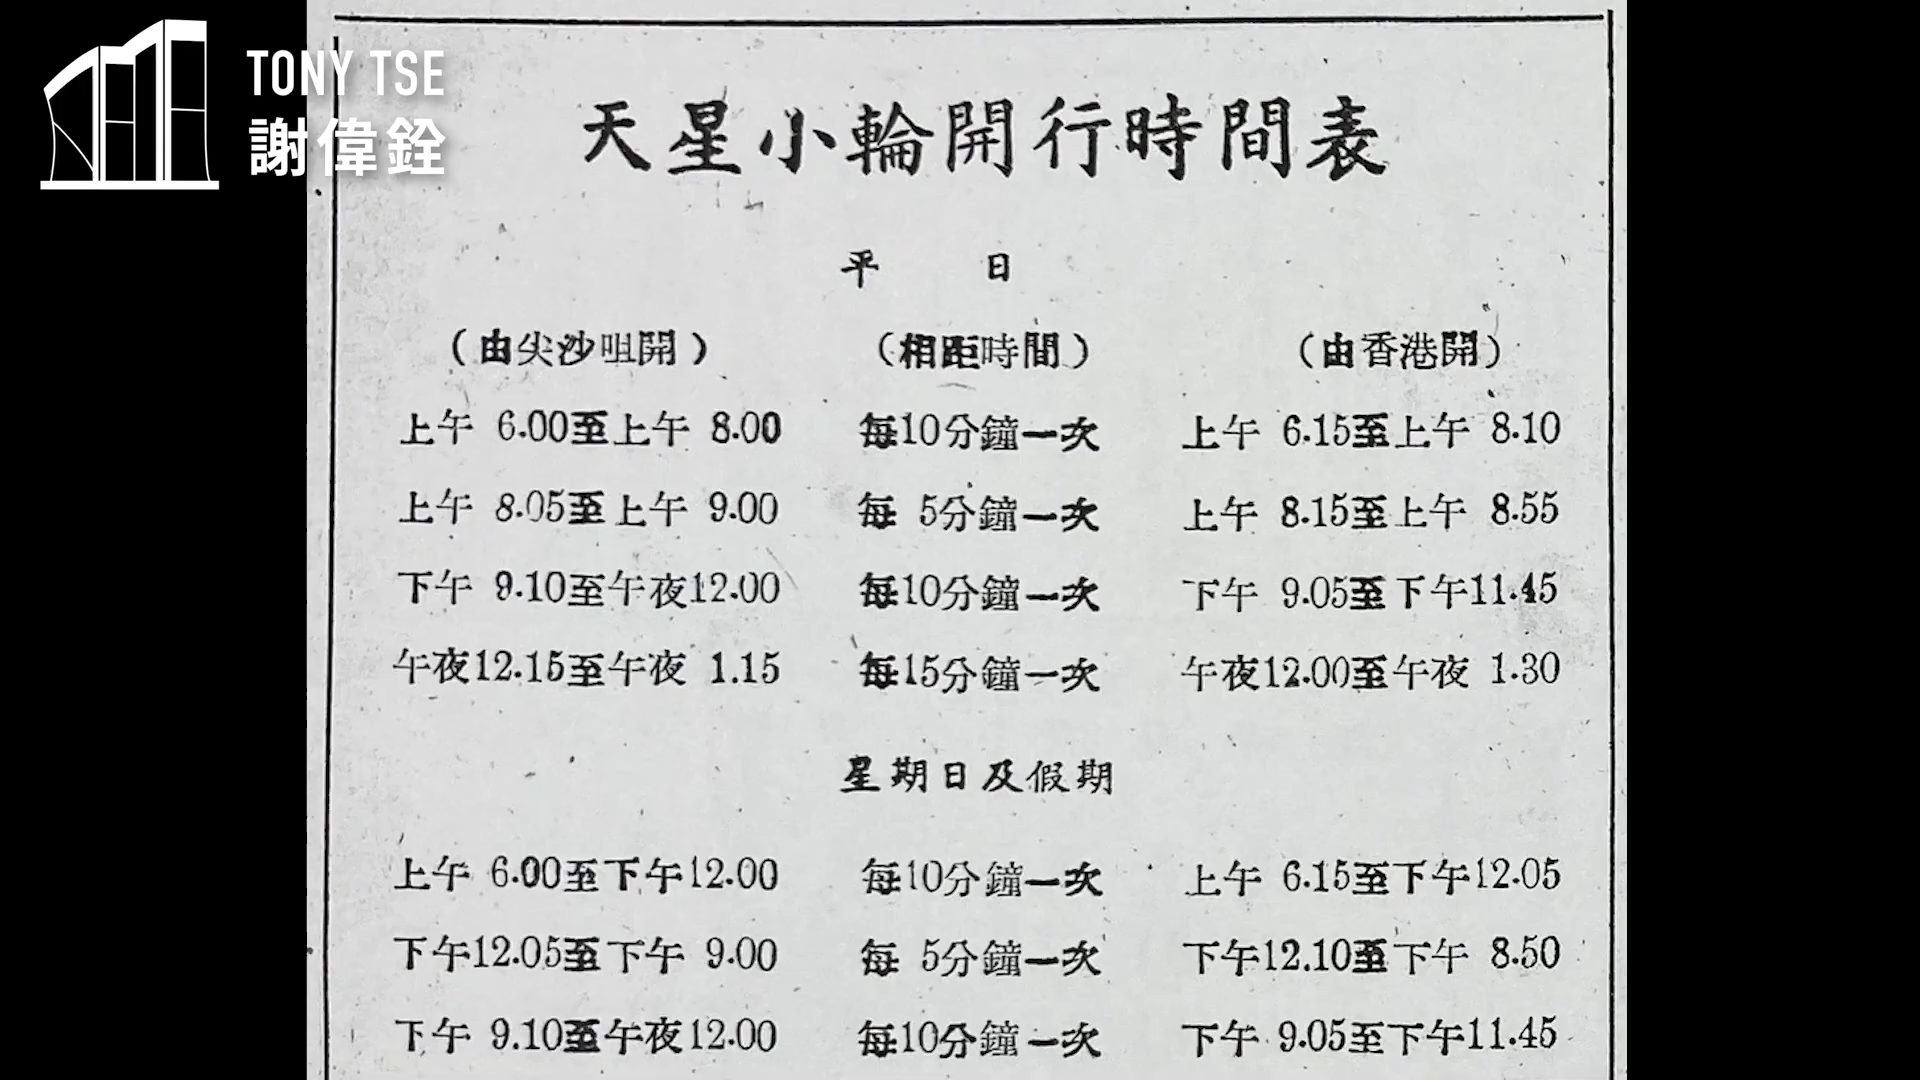 TONY TSE
謝偉銓
天星小輪開行時間表
平 日
(由尖沙咀開) (相距時間) (由香港開)
上午 6.00至上午 8.00 每10分鐘一次 上午 6.15至上午 8.10
上午 8.05至上午 9.00 每 5分鐘一次 上午 8.15至上午 8.55
下午 9.10至午夜12.00 每10分鐘一次 下午 9.05至下午11.45
午夜12.15至午夜 1.15 每15分鐘一次 午夜12.00至午夜 1.30
星期日及假期
上午 6.00至下午12.00 每10分鐘一次 上午 6.15至下午12.05
下午12.05至下午 9.00 每 5分鐘一次 下午12.10至下午 8.50
下午 9.10至午夜12.00 每10分鐘一次 下午 9.05至下午11.45